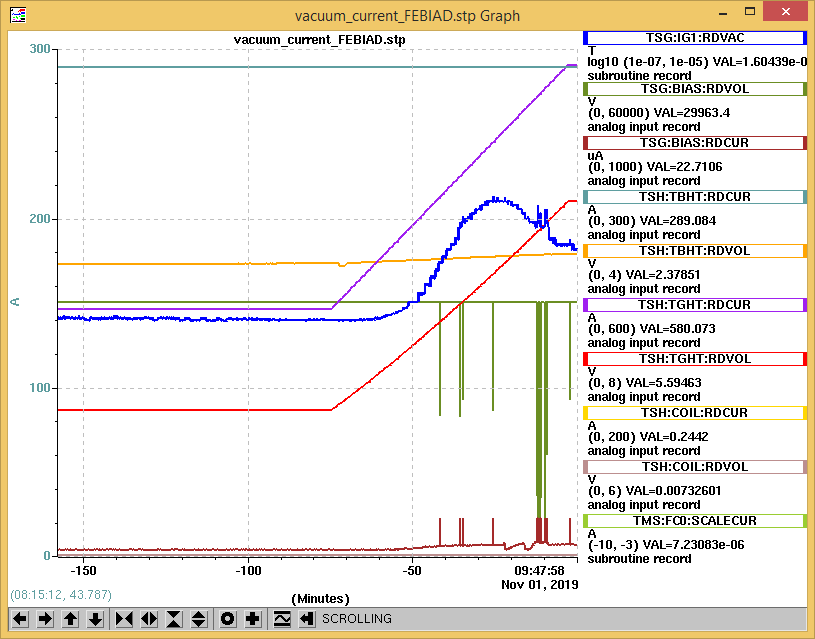 vacuum_current_FEBIAD.stp Graph
vacuum_current_FEBIAD.stp
300
200
A
100
0
-150
-100
-50
09:47:58
Nov 01, 2019
(08:15:12, 43.787)
(Minutes)
SCROLLING
TSG:IG1:RDVAC
T
log10 (1e-07, 1e-05) VAL=1.60439e-0
subroutine record
TSG:BIAS:RDVOL
V
(0, 60000) VAL=29963.4
analog input record
TSG:BIAS:RDCUR
uA
(0, 1000) VAL=22.7106
analog input record
TSH:TBHT:RDCUR
A
(0, 300) VAL=289.084
analog input record
TSH:TBHT:RDVOL
V
(0, 4) VAL=2.37851
analog input record
TSH:TGHT:RDCUR
A
(0, 600) VAL=580.073
analog input record
TSH:TGHT:RDVOL
V
(0, 8) VAL=5.59463
analog input record
TSH:COIL:RDCUR
A
(0, 200) VAL=0.2442
analog input record
TSH:COIL:RDVOL
V
(0, 6) VAL=0.00732601
analog input record
TMS:FC0:SCALECUR
A
(-10, -3) VAL=7.23083e-06
subroutine record